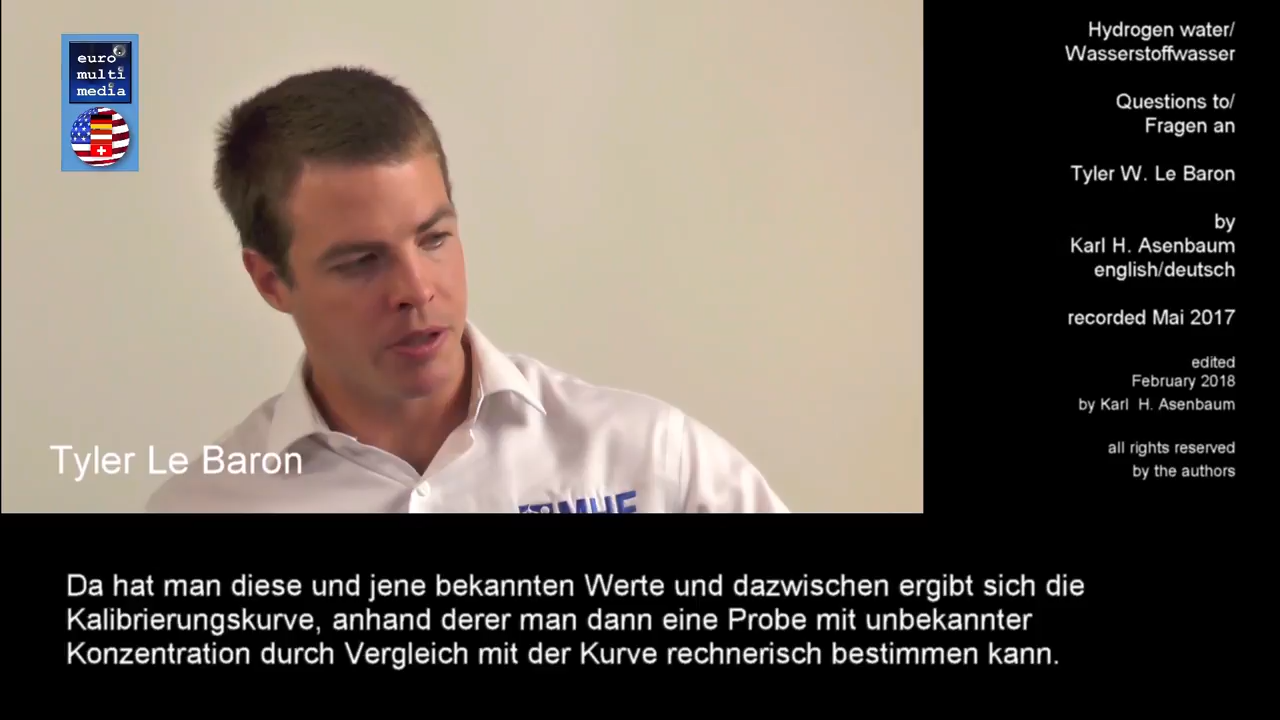 euro
multi
media
Tyler Le Baron
MHF
Hydrogen water/
Wasserstoffwasser
Questions to/
Fragen an
Tyler W. Le Baron
by
Karl H. Asenbaum
english/deutsch
recorded Mai 2017
edited
February 2018
by Karl H. Asenbaum
all rights reserved
by the authors
Da hat man diese und jene bekannten Werte und dazwischen ergibt sich die
Kalibrierungskurve, anhand derer man dann eine Probe mit unbekannter
Konzentration durch Vergleich mit der Kurve rechnerisch bestimmen kann.